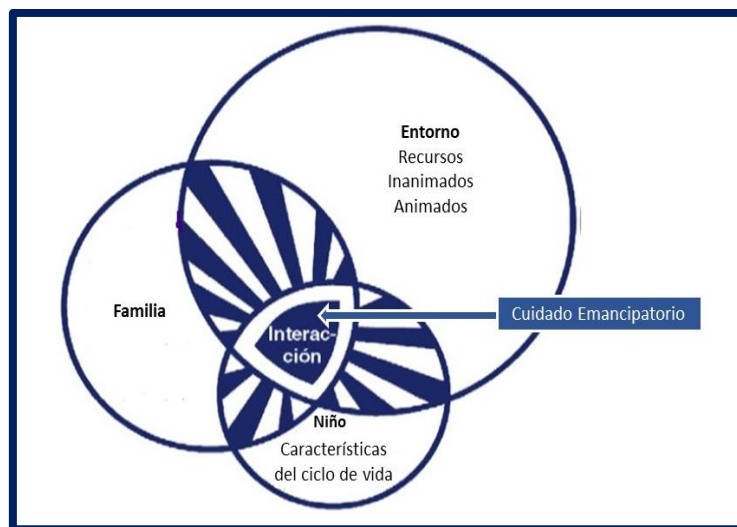 Entorno
Recursos
Inanimados
Animados
Familia
Cuidado Emancipatorio
Interac-
ción
Niño
Características
del ciclo de vida